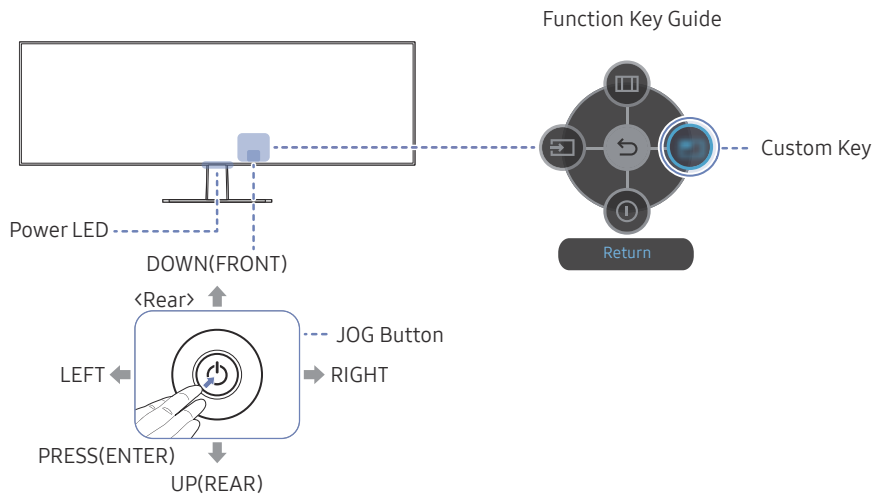 Function Key Guide
Custom Key
Return
Power LED
DOWN(FRONT)
<Rear>
JOG Button
LEFT
RIGHT
PRESS(ENTER)
UP(REAR)